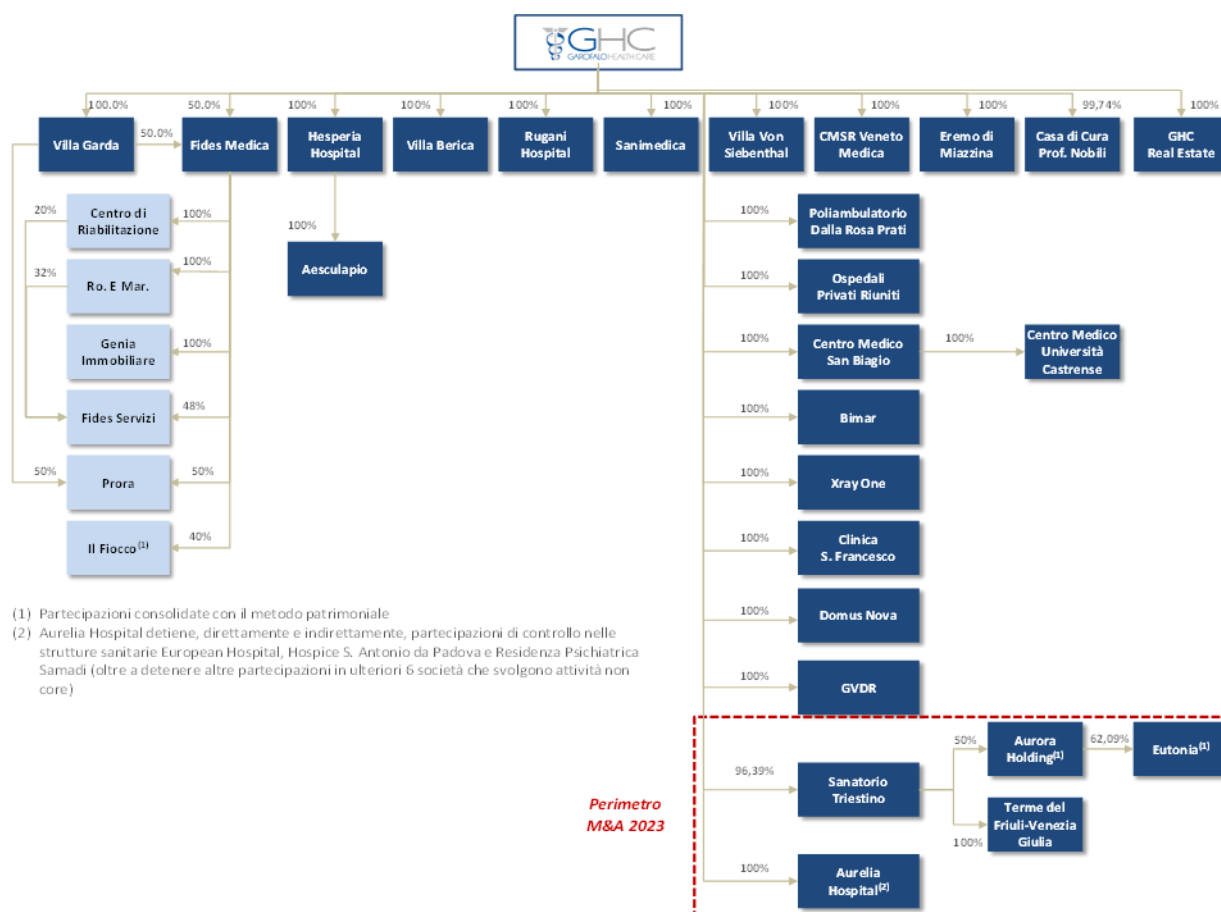 GHC
GAROFALO HEALTH CARE
100.0%
50.0%
100%
100%
100%
100%
100%
100%
100%
99,74%
100%
Villa Garda
50.0%
Fides Medica
Hesperia
Hospital
Villa Berica
Rugani
Hospital
Sanimedica
Villa Von
Siebenthal
CMSR Veneto
Medica
Eremo di
Miazzina
Casa di Cura
Prof. Nobili
GHC
Real Estate
20%
Centro di
Riabilitazione
100%
32%
Ro. E Mar.
100%
Genia
Immobiliare
100%
Fides Servizi
48%
50%
Prora
50%
Il Fiocco(1)
40%
100%
Aesculapio
100%
Poliambulatorio
Dalla Rosa Prati
100%
Ospedali
Privati Riuniti
100%
Centro Medico
San Biagio
100%
Centro Medico
Università
Castrense
100%
Bimar
100%
Xray One
100%
Clinica
S. Francesco
100%
Domus Nova
100%
GVDR
(1) Partecipazioni consolidate con il metodo patrimoniale
(2) Aurelia Hospital detiene, direttamente e indirettamente, partecipazioni di controllo nelle
strutture sanitarie European Hospital, Hospice S. Antonio da Padova e Residenza Psichiatrica
Samadi (oltre a detenere altre partecipazioni in ulteriori 6 società che svolgono attività non
core)
Perimetro
M&A 2023
96,39%
Sanatorio
Triestino
50%
Aurora
Holding(1)
62,09%
Eutonia(1)
100%
Terme del
Friuli-Venezia
Giulia
100%
Aurelia
Hospital(2)